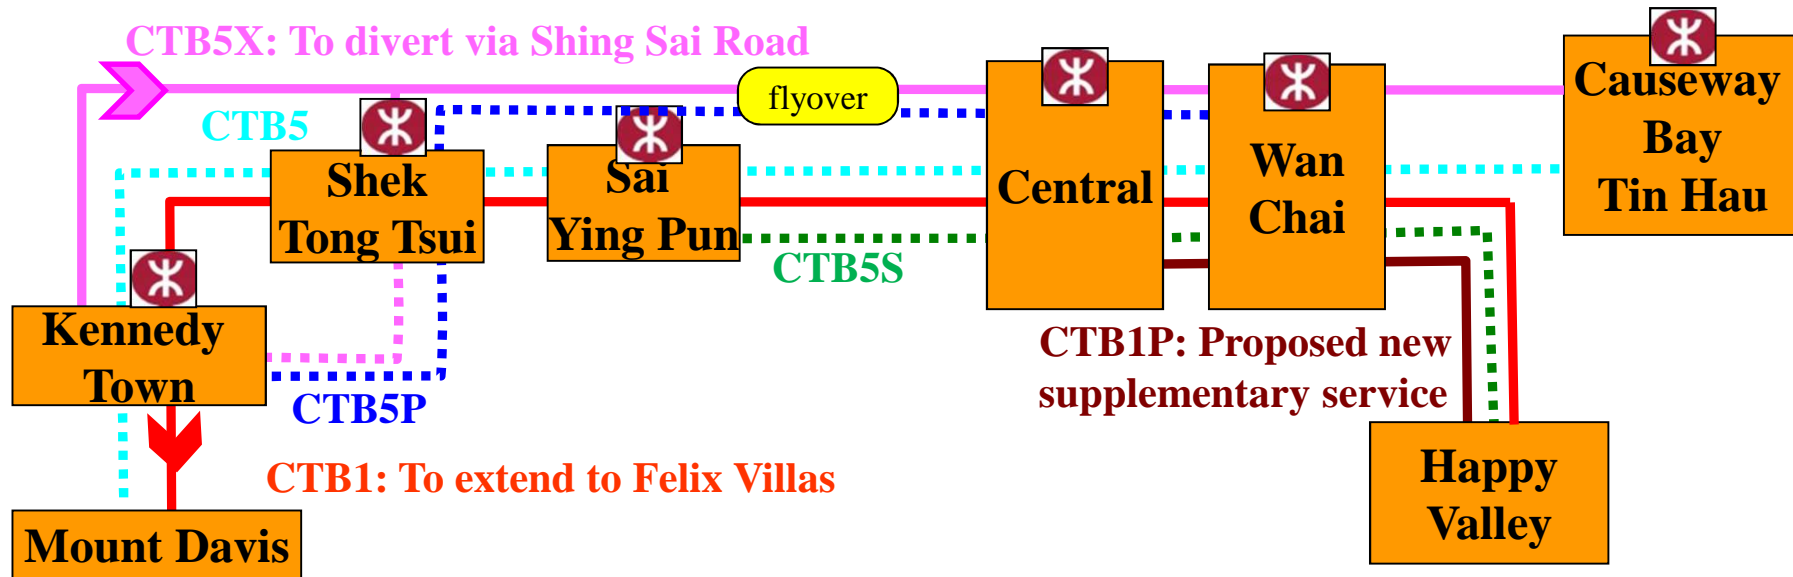 CTB5X: To divert via Shing Sai Road
flyover
Causeway
Bay
Tin Hau
CTB5
Shek
Tong Tsui
Sai
Ying Pun
Central
Wan
Chai
CTB5S
Kennedy
Town
CTB5P
CTB1P: Proposed new
supplementary service
CTB1: To extend to Felix Villas
Happy
Valley
Mount Davis